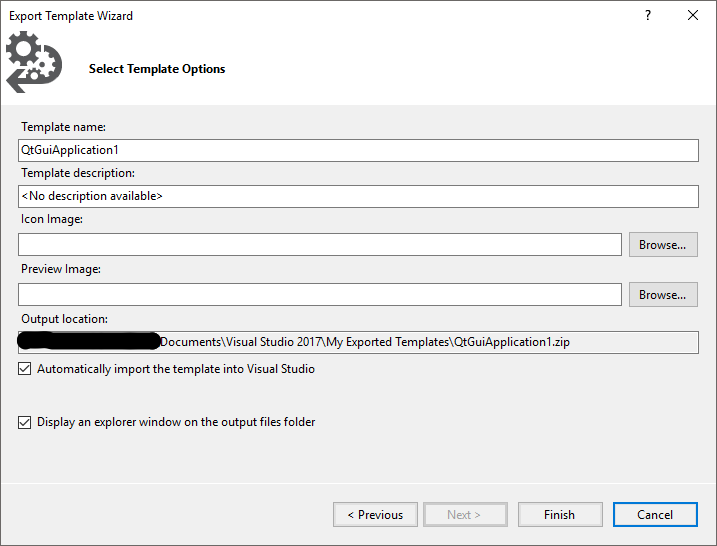 Export Template Wizard
?
Select Template Options
Template name:
QtGuiApplication1
Template description:
<No description available>
Icon Image:
Browse...
Preview Image:
Browse...
Output location:
Documents\Visual Studio 2017\My Exported Templates\QtGuiApplication1.zip
Automatically import the template into Visual Studio
Display an explorer window on the output files folder
< Previous
Next >
Finish
Cancel